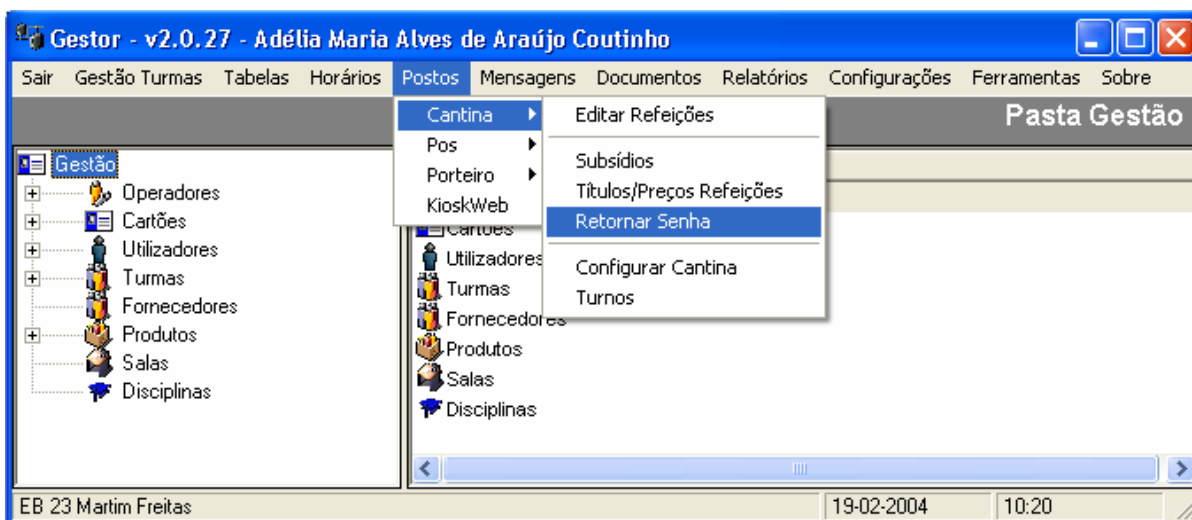 Gestor - v2.0.27 - Adélia Maria Alves de Araújo Coutinho
Sair Gestão Turmas Tabelas Horários Postos Mensagens Documentos Relatórios Configurações Ferramentas Sobre
Pasta Gestão
Cantina
Pos
Porteiro
KioskWeb
Editar Refeições
Subsídios
Títulos/Preços Refeições
Retornar Senha
Configurar Cantina
Turnos
Gestão
Operadores
Cartões
Utilizadores
Turmas
Fornecedores
Produtos
Salas
Disciplinas
Cartões
Utilizadores
Turmas
Fornecedores
Produtos
Salas
Disciplinas
EB 23 Martim Freitas 19-02-2004 10:20